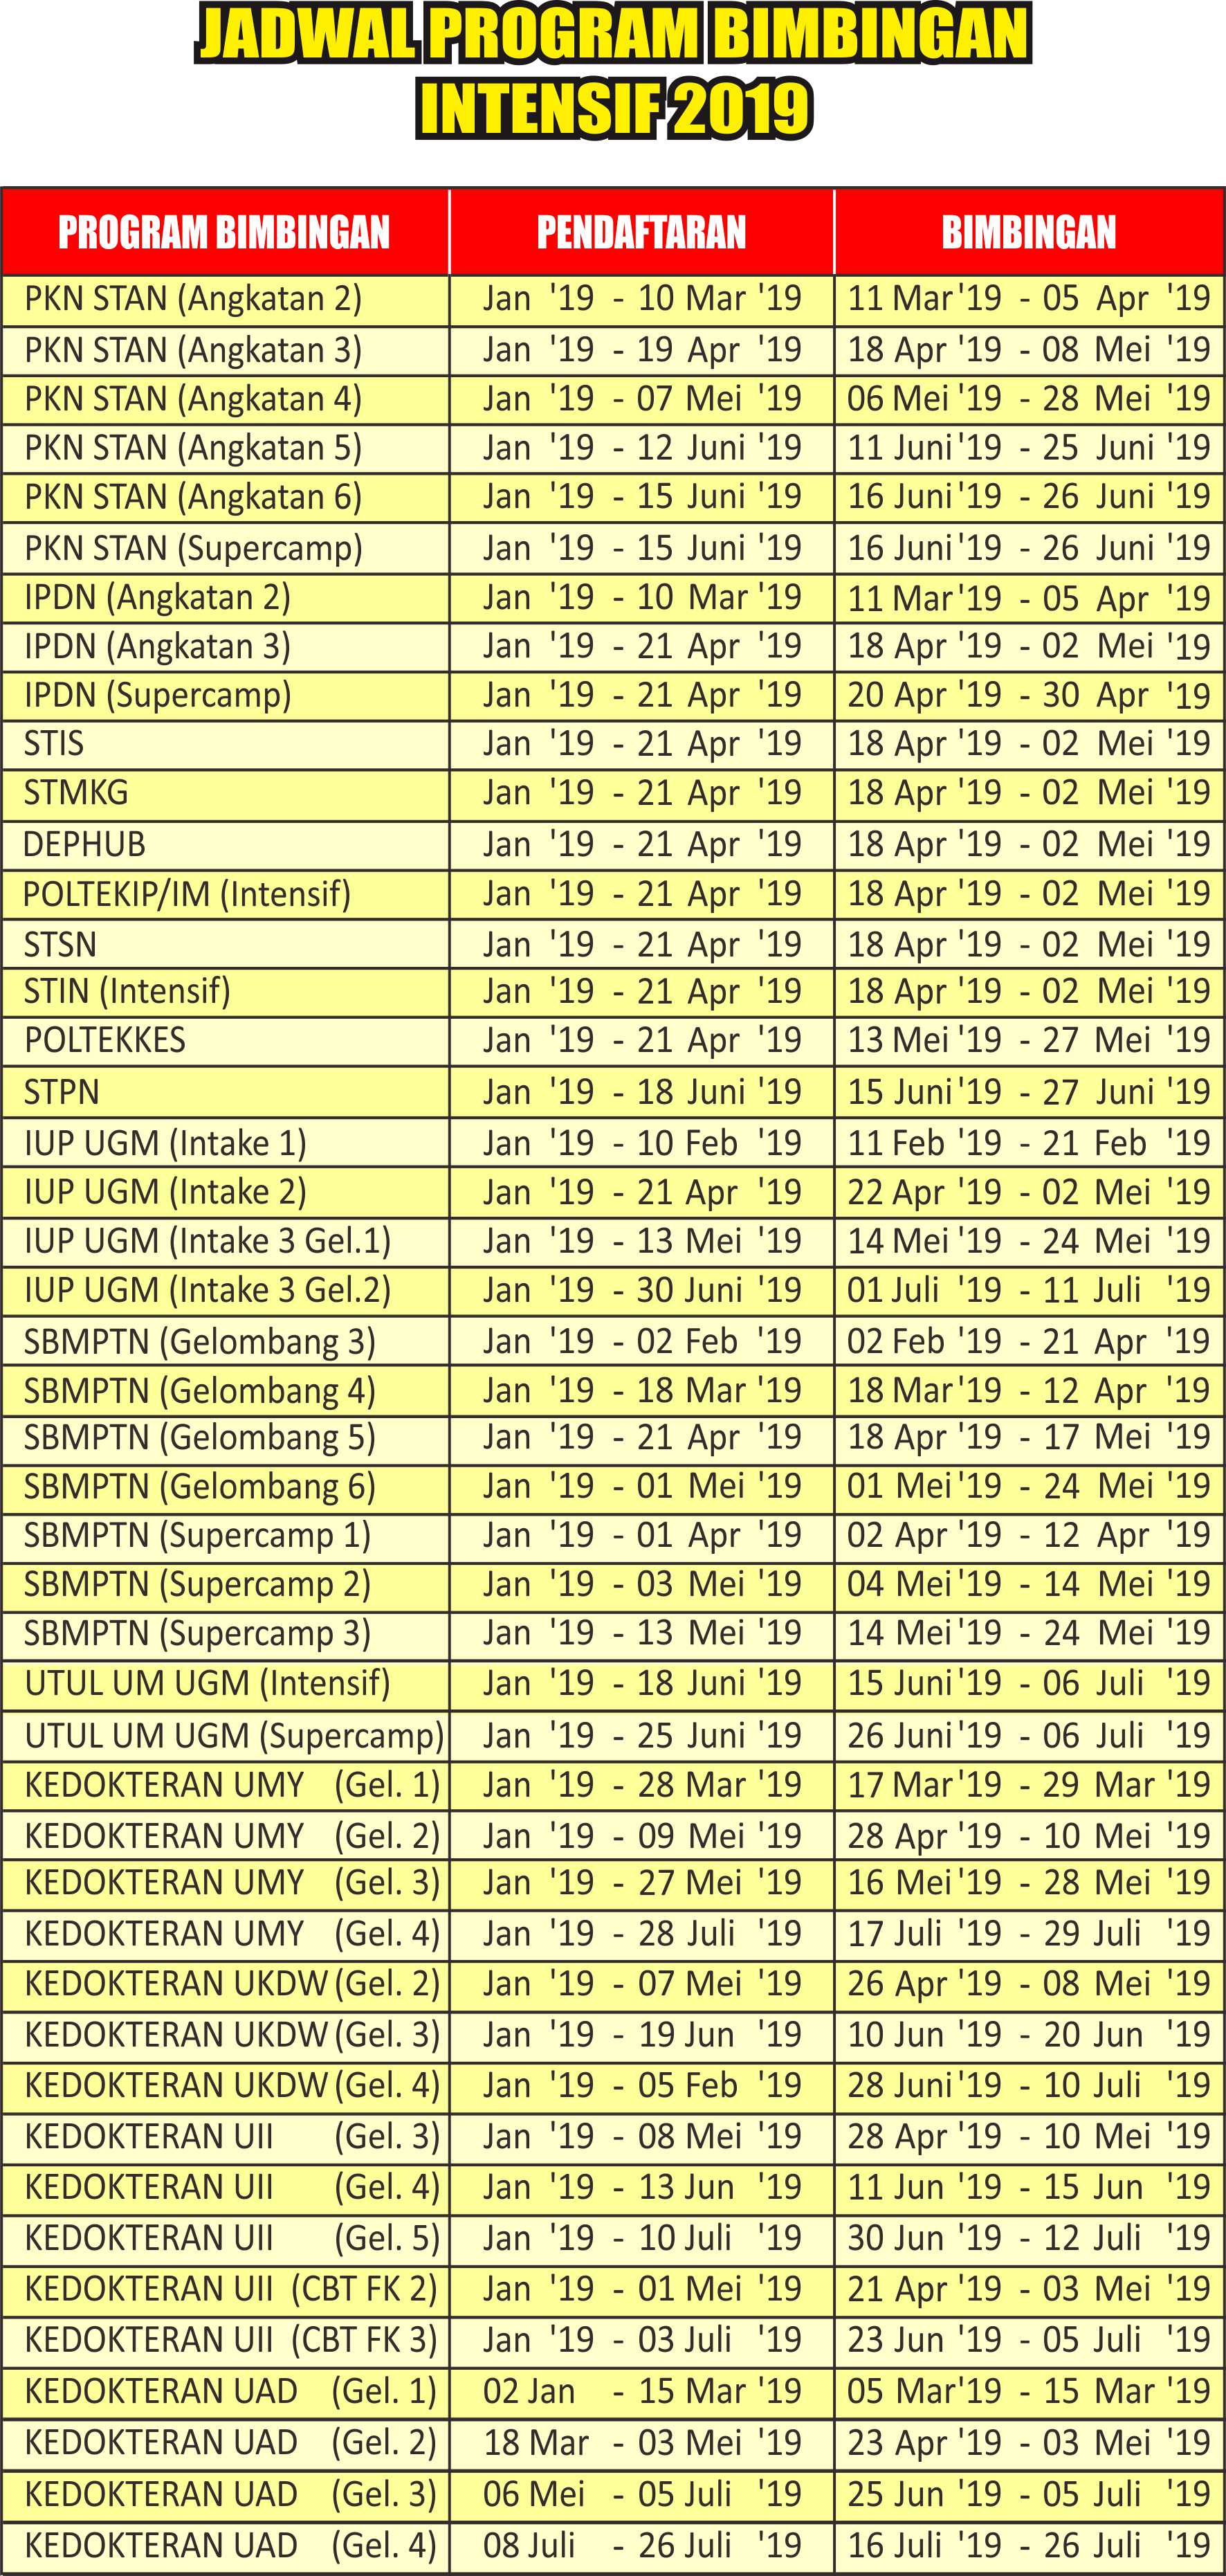 JADWAL PROGRAM BIMBINGAN
INTENSIF 2019
PROGRAM BIMBINGAN PENDAFTARAN BIMBINGAN
PKN STAN (Angkatan 2) Jan '19 - 10 Mar '19 11 Mar '19 - 05 Apr '19
PKN STAN (Angkatan 3) Jan '19 - 19 Apr '19 18 Apr '19 - 08 Mei '19
PKN STAN (Angkatan 4) Jan '19 - 07 Mei '19 06 Mei '19 - 28 Mei '19
PKN STAN (Angkatan 5) Jan '19 - 12 Juni '19 11 Juni '19 - 25 Juni '19
PKN STAN (Angkatan 6) Jan '19 - 15 Juni '19 16 Juni '19 - 26 Juni '19
PKN STAN (Supercamp) Jan '19 - 15 Juni '19 16 Juni '19 - 26 Juni '19
IPDN (Angkatan 2) Jan '19 - 10 Mar '19 11 Mar '19 - 05 Apr '19
IPDN (Angkatan 3) Jan '19 - 21 Apr '19 18 Apr '19 - 02 Mei '19
IPDN (Supercamp) Jan '19 - 21 Apr '19 20 Apr '19 - 30 Apr '19
STIS Jan '19 - 21 Apr '19 18 Apr '19 - 02 Mei '19
STMKG Jan '19 - 21 Apr '19 18 Apr '19 - 02 Mei '19
DEPHUB Jan '19 - 21 Apr '19 18 Apr '19 - 02 Mei '19
POLTEKIP/IM (Intensif) Jan '19 - 21 Apr '19 18 Apr '19 - 02 Mei '19
STSN Jan '19 - 21 Apr '19 18 Apr '19 - 02 Mei '19
STIN (Intensif) Jan '19 - 21 Apr '19 18 Apr '19 - 02 Mei '19
POLTEKKES Jan '19 - 21 Apr '19 13 Mei '19 - 27 Mei '19
STPN Jan '19 - 18 Juni '19 15 Juni '19 - 27 Juni '19
IUP UGM (Intake 1) Jan '19 - 10 Feb '19 11 Feb '19 - 21 Feb '19
IUP UGM (Intake 2) Jan '19 - 21 Apr '19 22 Apr '19 - 02 Mei '19
IUP UGM (Intake 3 Gel.1) Jan '19 - 13 Mei '19 14 Mei '19 - 24 Mei '19
IUP UGM (Intake 3 Gel.2) Jan '19 - 30 Juni '19 01 Juli '19 - 11 Juli '19
SBMPTN (Gelombang 3) Jan '19 - 02 Feb '19 02 Feb '19 - 21 Apr '19
SBMPTN (Gelombang 4) Jan '19 - 18 Mar '19 18 Mar '19 - 12 Apr '19
SBMPTN (Gelombang 5) Jan '19 - 21 Apr '19 18 Apr '19 - 17 Mei '19
SBMPTN (Gelombang 6) Jan '19 - 01 Mei '19 01 Mei '19 - 24 Mei '19
SBMPTN (Supercamp 1) Jan '19 - 01 Apr '19 02 Apr '19 - 12 Apr '19
SBMPTN (Supercamp 2) Jan '19 - 03 Mei '19 04 Mei '19 - 14 Mei '19
SBMPTN (Supercamp 3) Jan '19 - 13 Mei '19 14 Mei '19 - 24 Mei '19
UTUL UM UGM (Intensif) Jan '19 - 18 Juni '19 15 Juni '19 - 06 Juli '19
UTUL UM UGM (Supercamp) Jan '19 - 25 Juni '19 26 Juni '19 - 06 Juli '19
KEDOKTERAN UMY (Gel. 1) Jan '19 - 28 Mar '19 17 Mar '19 - 29 Mar '19
KEDOKTERAN UMY (Gel. 2) Jan '19 - 09 Mei '19 28 Apr '19 - 10 Mei '19
KEDOKTERAN UMY (Gel. 3) Jan '19 - 27 Mei '19 16 Mei '19 - 28 Mei '19
KEDOKTERAN UMY (Gel. 4) Jan '19 - 28 Juli '19 17 Juli '19 - 29 Juli '19
KEDOKTERAN UKDW (Gel. 2) Jan '19 - 07 Mei '19 26 Apr '19 - 08 Mei '19
KEDOKTERAN UKDW (Gel. 3) Jan '19 - 19 Jun '19 10 Jun '19 - 20 Jun '19
KEDOKTERAN UKDW (Gel. 4) Jan '19 - 05 Feb '19 28 Juni '19 - 10 Juli '19
KEDOKTERAN UII (Gel. 3) Jan '19 - 08 Mei '19 28 Apr '19 - 10 Mei '19
KEDOKTERAN UII (Gel. 4) Jan '19 - 13 Jun '19 11 Jun '19 - 15 Jun '19
KEDOKTERAN UII (Gel. 5) Jan '19 - 10 Juli '19 30 Jun '19 - 12 Juli '19
KEDOKTERAN UII (CBT FK 2) Jan '19 - 01 Mei '19 21 Apr '19 - 03 Mei '19
KEDOKTERAN UII (CBT FK 3) Jan '19 - 03 Juli '19 23 Jun '19 - 05 Juli '19
KEDOKTERAN UAD (Gel. 1) 02 Jan - 15 Mar '19 05 Mar '19 - 15 Mar '19
KEDOKTERAN UAD (Gel. 2) 18 Mar - 03 Mei '19 23 Apr '19 - 03 Mei '19
KEDOKTERAN UAD (Gel. 3) 06 Mei - 05 Juli '19 25 Jun '19 - 05 Juli '19
KEDOKTERAN UAD (Gel. 4) 08 Juli - 26 Juli '19 16 Juli '19 - 26 Juli '19